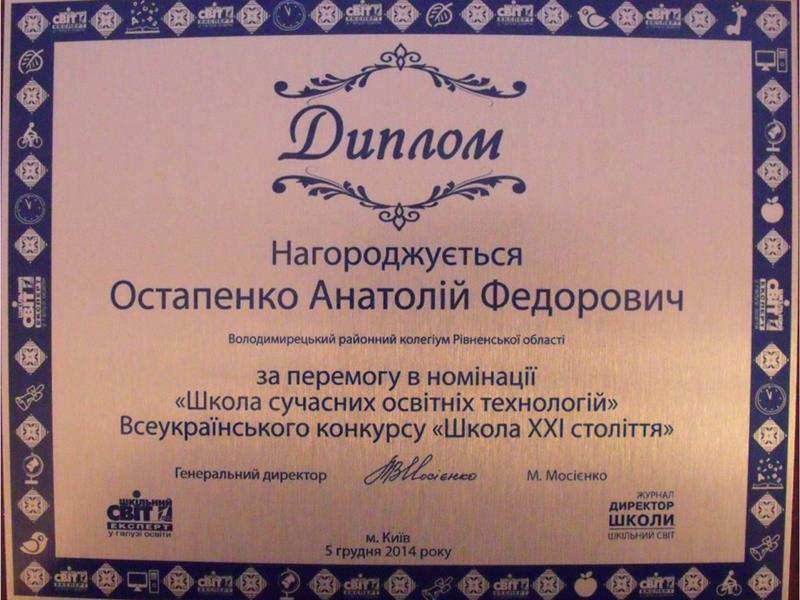 Диплом
Нагороджується
Остапенко Анатолій Федорович
Володимирецький районний колегіум Рівненської області
за перемогу в номінації
«Школа сучасних освітніх технологій»
Всеукраїнського конкурсу «Школа ХХІ століття»
Генеральний директор М. Мосієнко
шкільний
СВІТ
ЕКСПЕРТ
у галузі освіти
ЖУРНАЛ
ДИРЕКТОР
ШКОЛИ
ШКІЛЬНИЙ СВІТ
м. Київ
5 грудня 2014 року